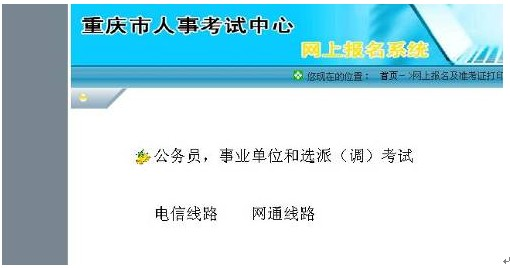 重庆市人事考试中心
网上报名系统
您现在的位置： 首页->网上报名及准考证打印
公务员，事业单位和选派（调）考试
电信线路 网通线路